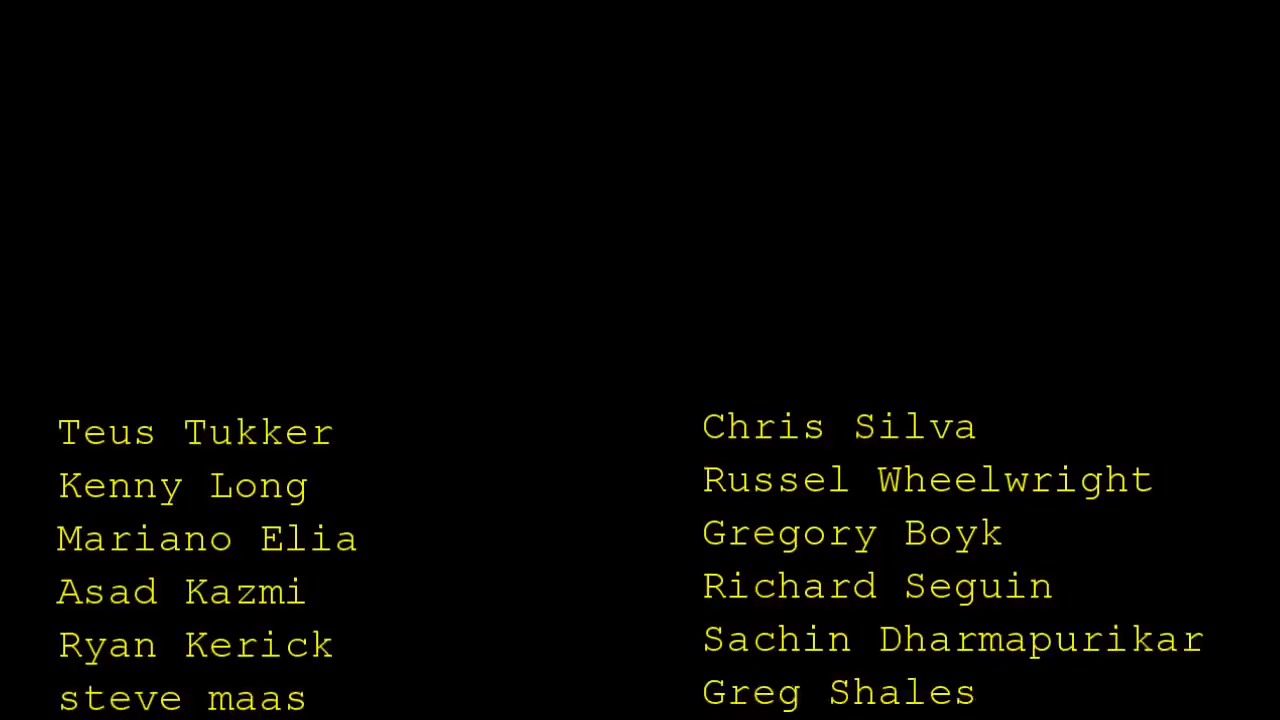 Teus Tukker
Kenny Long
Mariano Elia
Asad Kazmi
Ryan Kerick
steve maas
Chris Silva
Russel Wheelwright
Gregory Boyk
Richard Seguin
Sachin Dharmapurikar
Greg Shales